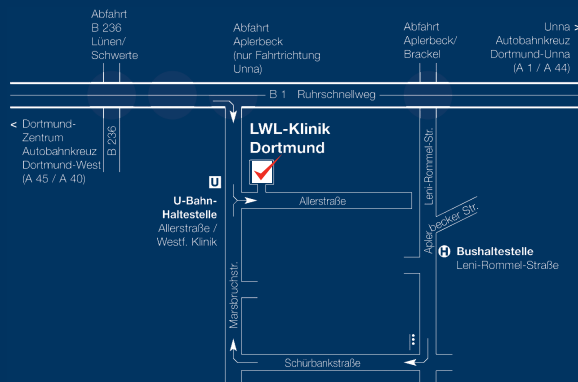 Abfahrt
B 236
Lünen/
Schwerte
Abfahrt
Aplerbeck
(nur Fahrtrichtung
Unna)
Abfahrt
Aplerbeck/
Brackel
Unna >
Autobahnkreuz
Dortmund-Unna
(A 1 / A 44)
B 1 Ruhrschnellweg
< Dortmund-
Zentrum
Autobahnkreuz
Dortmund-West
(A 45 / A 40)
B 236
LWL-Klinik
Dortmund
Leni-Rommel-Str.
U
U-Bahn-
Haltestelle
Allerstraße /
Westf. Klinik
Allerstraße
Aplerbecker Str.
H Bushaltestelle
Leni-Rommel-Straße
Marsbruchstr.
Schürbankstraße